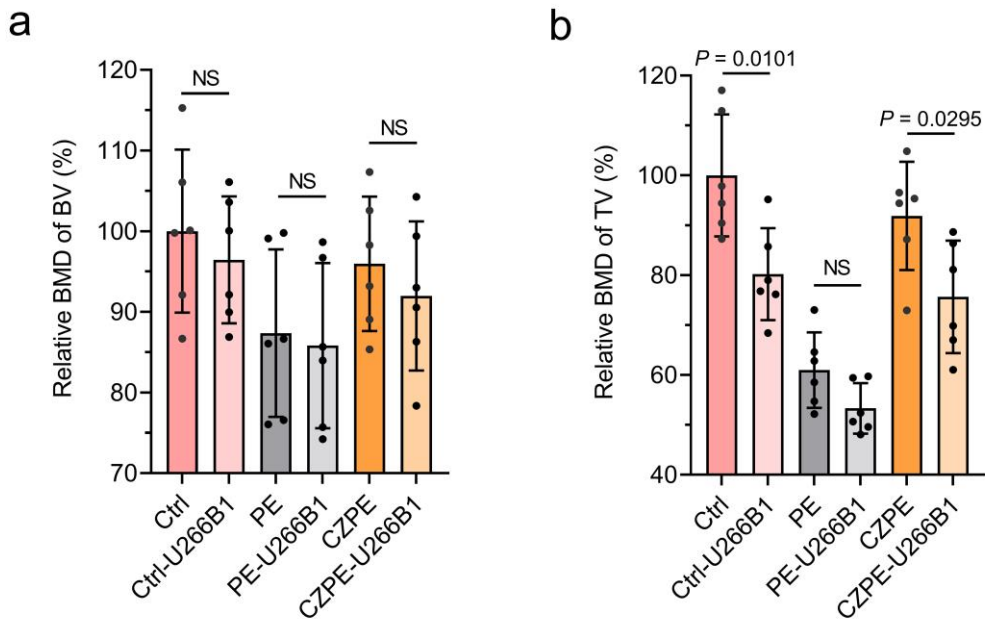 a
Relative BMD of BV (%)
120
110
100
90
80
70
NS
NS
NS
Ctrl
Ctrl-U266B1
PE
PE-U266B1
CZPE
CZPE-U266B1
b
Relative BMD of TV (%)
120
100
80
60
40
P = 0.0101
NS
P = 0.0295
Ctrl
Ctrl-U266B1
PE
PE-U266B1
CZPE
CZPE-U266B1